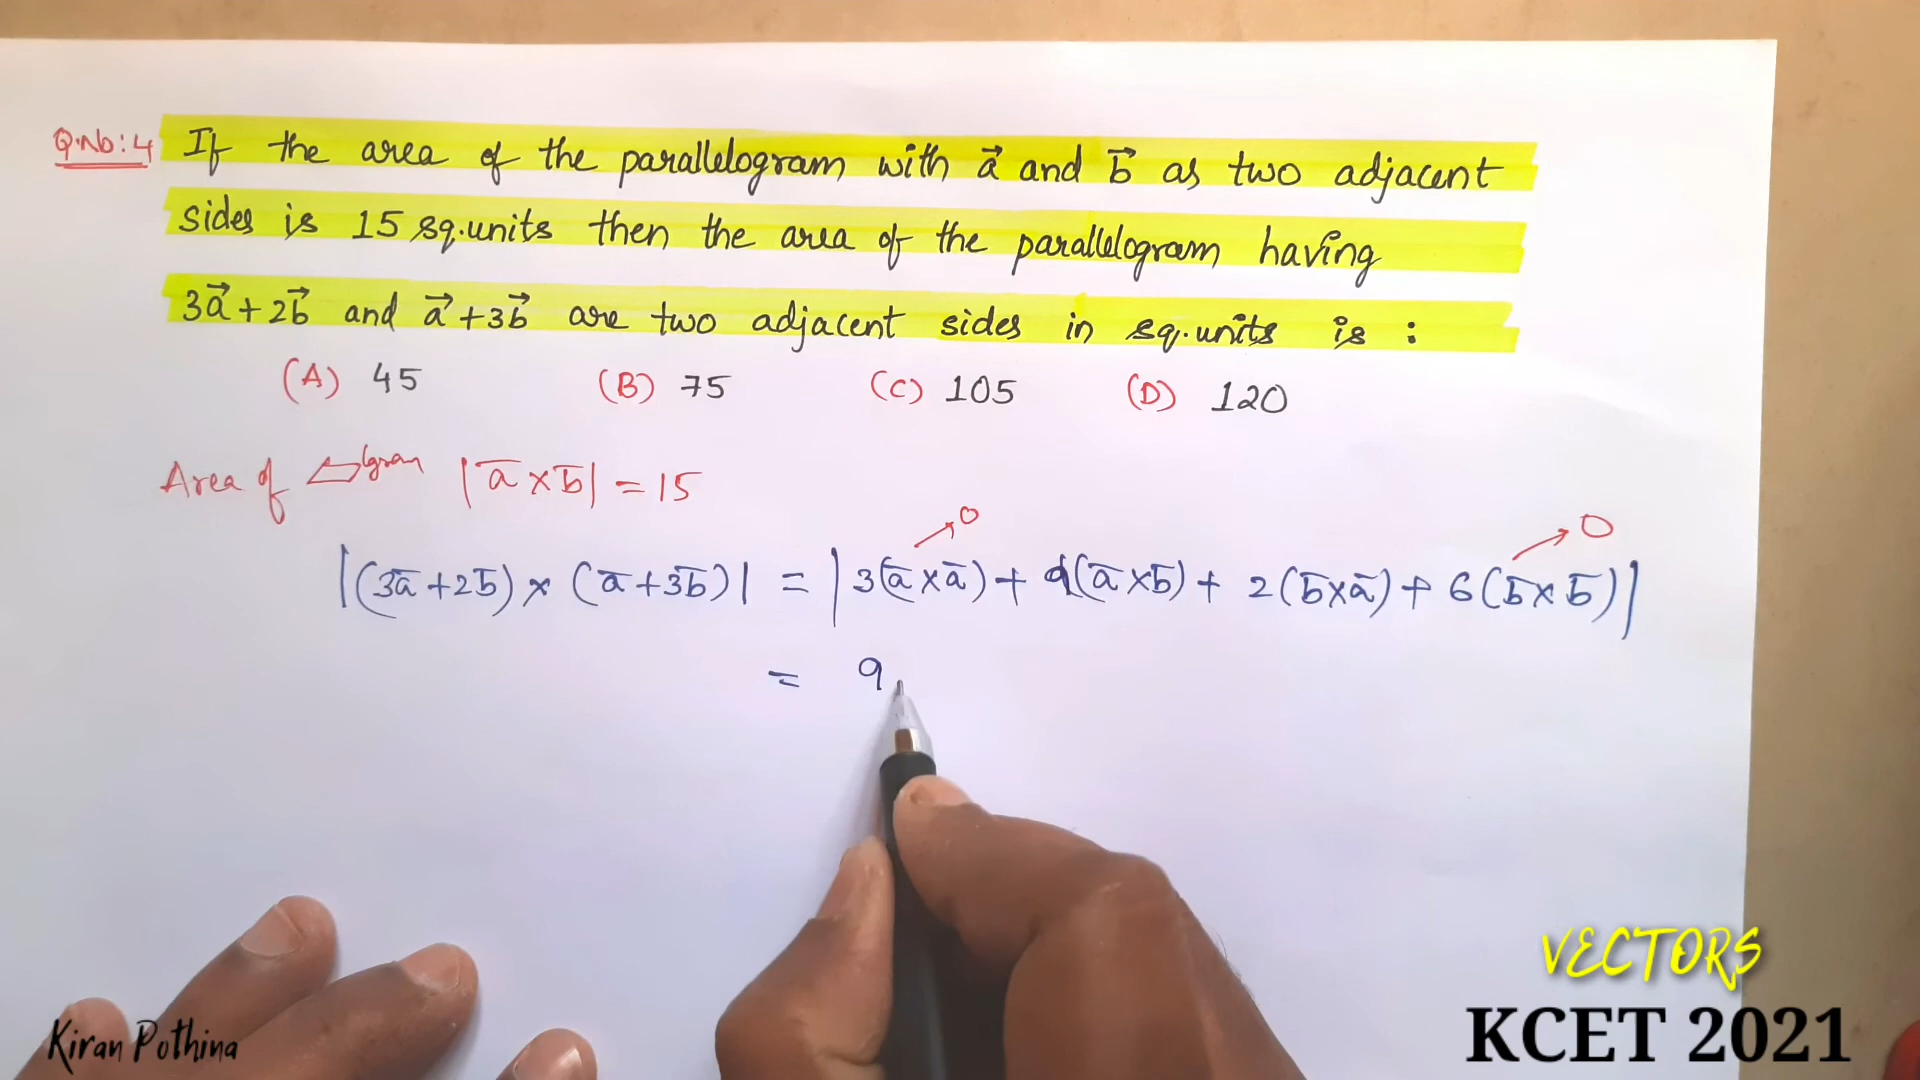 Q.No:4 If the area of the parallelogram with a⃗ and b⃗ as two adjacent
sides is 15 sq.units then the area of the parallelogram having
3a⃗+2b⃗ and a⃗+3b⃗ are two adjacent sides in sq.units is :
(A) 45 (B) 75 (C) 105 (D) 120
Area of ▱gram |a̅ × b̅| = 15
→0 →0
|(3a̅+2b̅) × (a̅+3b̅)| = |3(a̅×a̅)+ 9(a̅×b̅)+ 2(b̅×a̅)+ 6(b̅×b̅)|
= 9
VECTORS
KCET 2021
Kiran Pothina